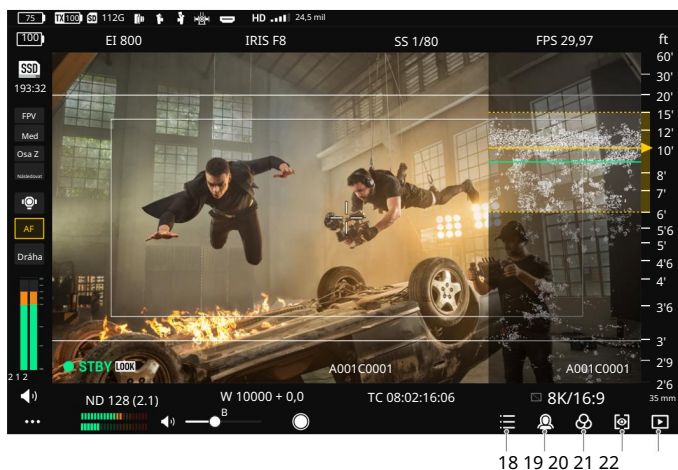 75 TX100 SD 112G HD 24,5 mil
100 EI 800 IRIS F8 SS 1/80 FPS 29,97 ft
60'
SSD
30'
193:32
20'
15'
FPV
12'
Med
10'
Osa Z
8'
Následovat
7'
6'
AF
5'6
5'
Dráha
4'6
4'
3'6
3'
STBY LOOK A001C0001 A001C0001
2'9
2 1 2
2'6
ND 128 (2.1) W 10000 + 0,0 TC 08:02:16:06 8K/16:9 35 mm
B
18 19 20 21 22